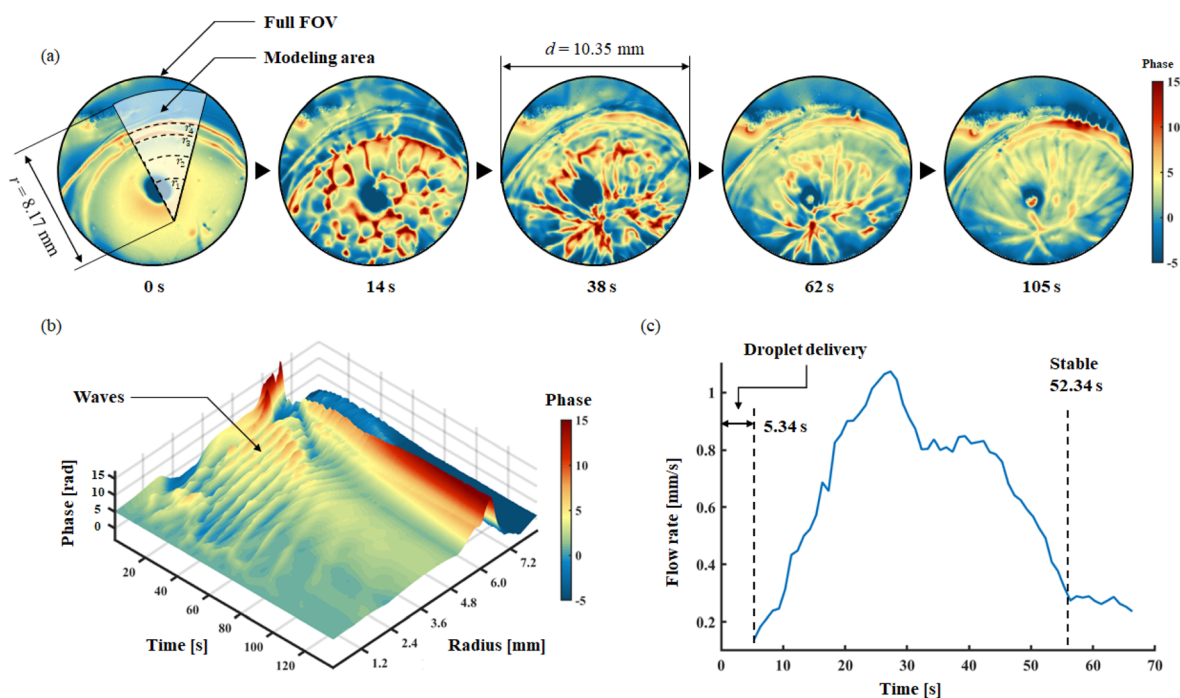 Full FOV
(a)
Modeling area
d = 10.35 mm
Phase
15
10
5
0
-5
r4
r3
r2
r1
r = 8.17 mm
0 s
14 s
38 s
62 s
105 s
(b)
Waves
Phase
15
10
5
0
-5
Phase [rad]
15
10
5
0
20
40
60
80
100
120
Time [s]
1.2
2.4
3.6
4.8
6.0
7.2
Radius [mm]
(c)
Droplet delivery
Stable
52.34 s
5.34 s
Flow rate [mm/s]
1
0.8
0.6
0.4
0.2
0
10
20
30
40
50
60
70
Time [s]